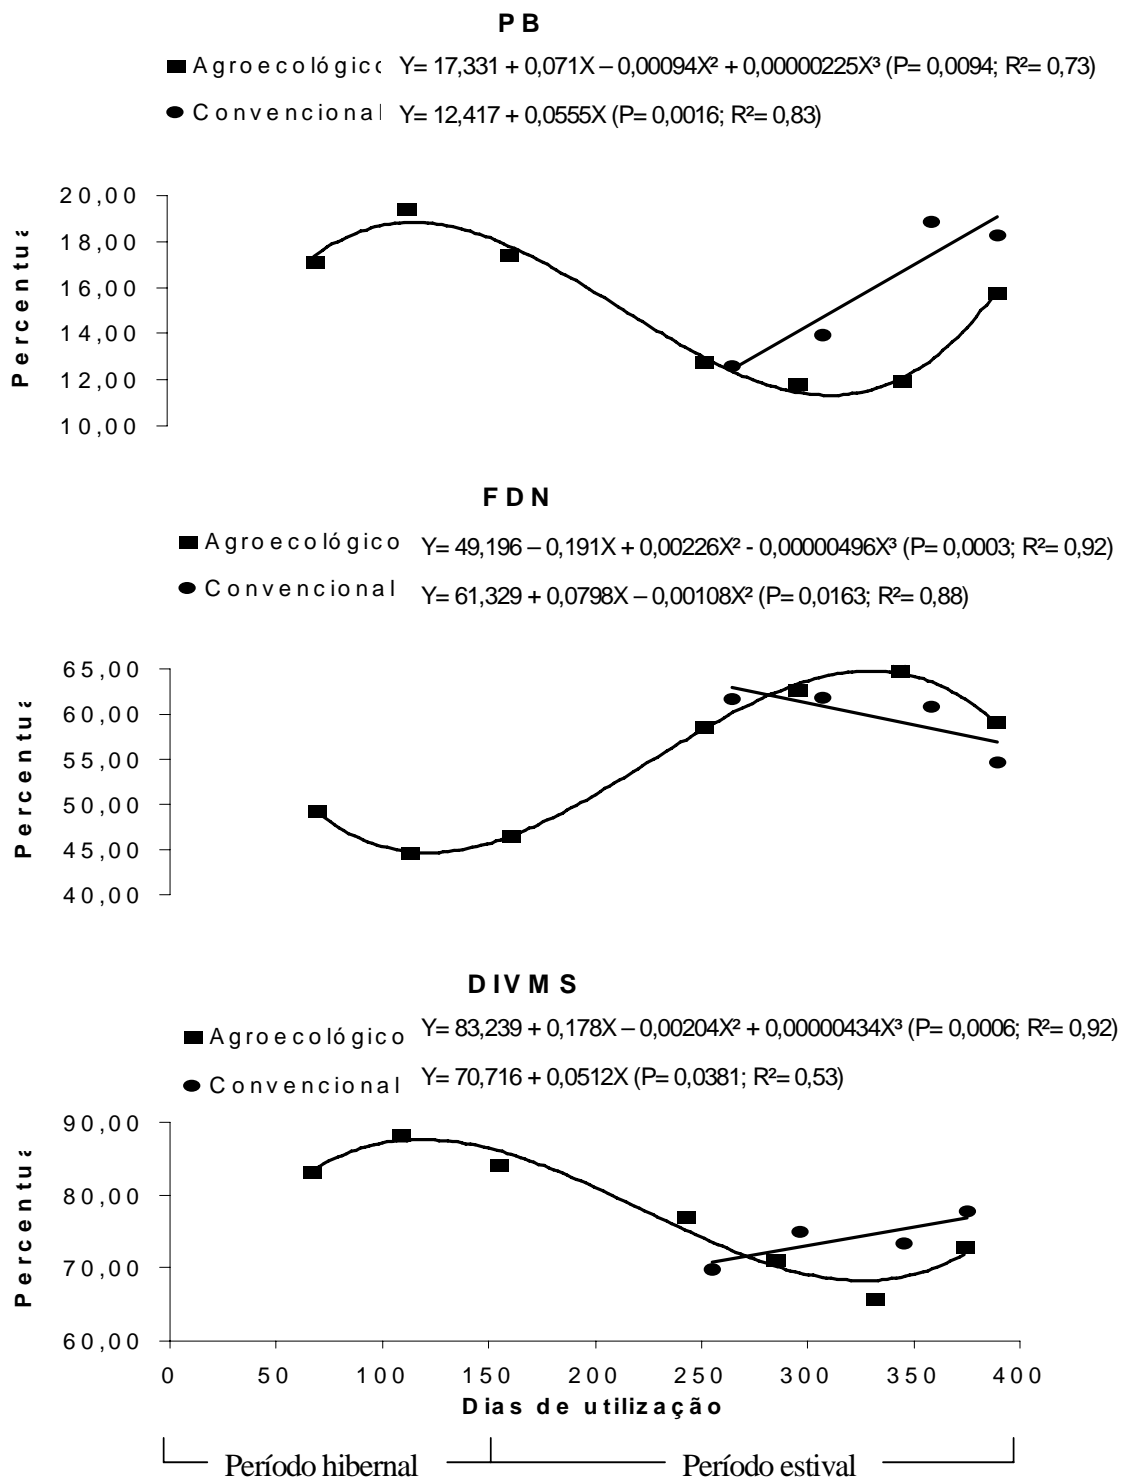 PB
Agroecológico Y= 17,331 + 0,071X – 0,00094X² + 0,00000225X³ (P= 0,0094; R²= 0,73)
Convencional Y= 12,417 + 0,0555X (P= 0,0016; R²= 0,83)
20,00
18,00
16,00
14,00
12,00
10,00
Percentua
FDN
Agroecológico Y= 49,196 – 0,191X + 0,00226X² - 0,00000496X³ (P= 0,0003; R²= 0,92)
Convencional Y= 61,329 + 0,0798X – 0,00108X² (P= 0,0163; R²= 0,88)
65,00
60,00
55,00
50,00
45,00
40,00
Percentua
DIVMS
Agroecológico Y= 83,239 + 0,178X – 0,00204X² + 0,00000434X³ (P= 0,0006; R²= 0,92)
Convencional Y= 70,716 + 0,0512X (P= 0,0381; R²= 0,53)
90,00
80,00
70,00
60,00
Percentua
0 50 100 150 200 250 300 350 400
Dias de utilização
Período hibernal Período estival